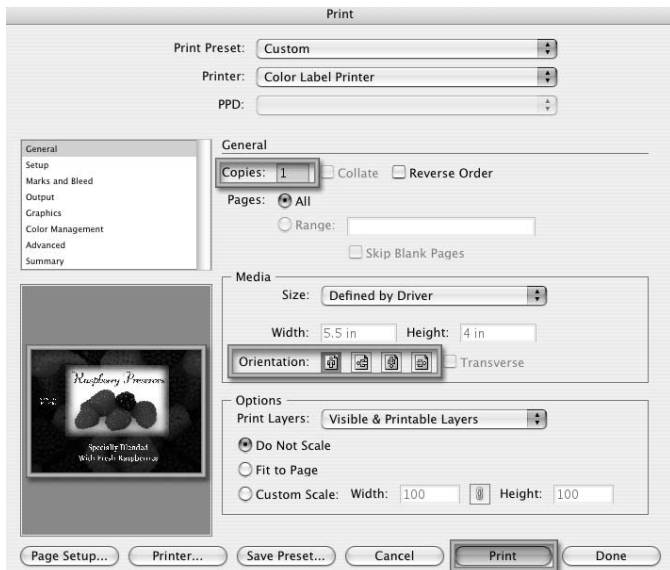 Print
Print Preset: Custom
Printer: Color Label Printer
PPD:
General
Setup
Marks and Bleed
Output
Graphics
Color Management
Advanced
Summary
General
Copies: 1 Collate Reverse Order
Pages: All
Range:
Skip Blank Pages
Media
Size: Defined by Driver
Width: 5.5 in Height: 4 in
Orientation: Transverse
Options
Print Layers: Visible & Printable Layers
Do Not Scale
Fit to Page
Custom Scale: Width: 100 Height: 100
Raspberry Preserves
Specially Blended
With Fresh Raspberries
Page Setup... Printer... Save Preset... Cancel Print Done